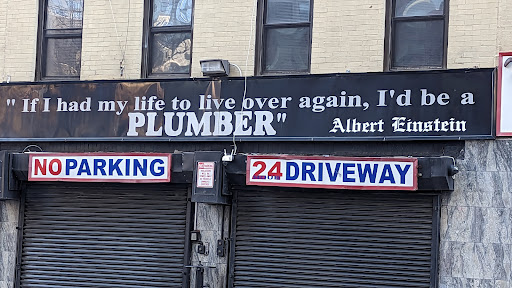 " If I had my life to live over again, I'd be a
PLUMBER" Albert Einstein
NO PARKING
24 DRIVEWAY